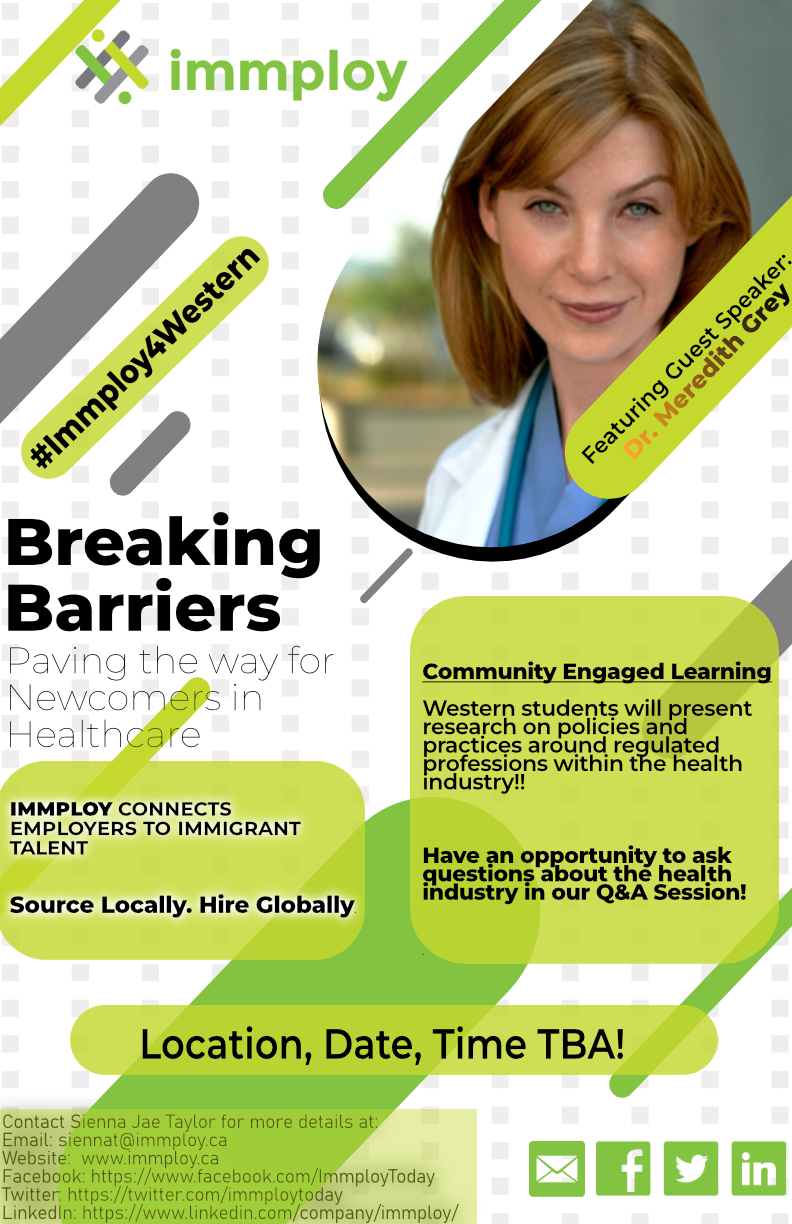 immploy
#Immploy4Western
Featuring Guest Speaker:
Dr. Meredith Grey
Breaking
Barriers
Paving the way for
Newcomers in
Healthcare
IMMPLOY CONNECTS
EMPLOYERS TO IMMIGRANT
TALENT
Source Locally. Hire Globally.
Community Engaged Learning
Western students will present
research on policies and
practices around regulated
professions within the health
industry!!
Have an opportunity to ask
questions about the health
industry in our Q&A Session!
.
Location, Date, Time TBA!
Contact Sienna Jae Taylor for more details at:
Email: siennat@immploy.ca
Website:  www.immploy.ca
Facebook: https://www.facebook.com/ImmployToday
Twitter: https://twitter.com/immploytoday
LinkedIn: https://www.linkedin.com/company/immploy/
f
in